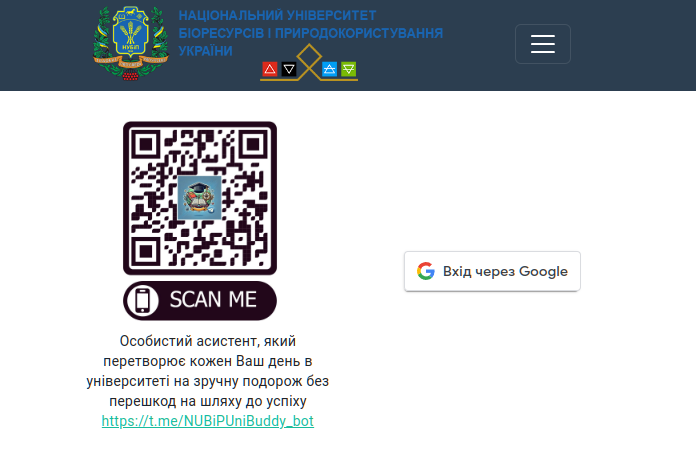 НАЦІОНАЛЬНИЙ УНІВЕРСИТЕТ
БІОРЕСУРСІВ І ПРИРОДОКОРИСТУВАННЯ
УКРАЇНИ
НУБІП
SCAN ME
Особистий асистент, який
перетворює кожен Ваш день в
університеті на зручну подорож без
перешкод на шляху до успіху
https://t.me/NUBiPUniBuddy_bot
Вхід через Google